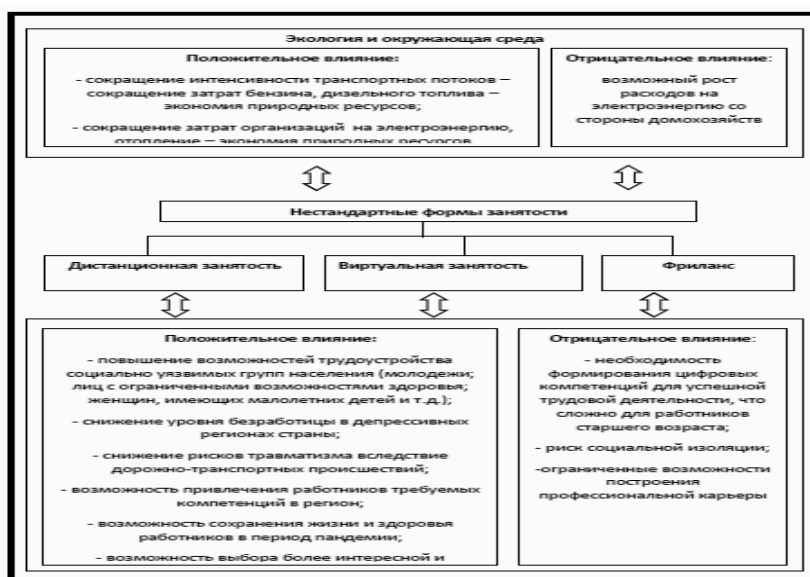 Экология и окружающая среда
Положительное влияние:
- сокращение интенсивности транспортных потоков –
сокращение затрат бензина, дизельного топлива –
экономия природных ресурсов;
- сокращение затрат организаций на электроэнергию,
отопление – экономия природных ресурсов
Отрицательное влияние:
возможный рост
расходов на
электроэнергию со
стороны домохозяйств
Нестандартные формы занятости
Дистанционная занятость
Виртуальная занятость
Фриланс
Положительное влияние:
- повышение возможностей трудоустройства
социально уязвимых групп населения (молодежи;
лиц с ограниченными возможностями здоровья;
женщин, имеющих малолетних детей и т.д.);
- снижение уровня безработицы в депрессивных
регионах страны;
- снижение рисков травматизма вследствие
дорожно-транспортных происшествий;
- возможность привлечения работников требуемых
компетенций в регион;
- возможность сохранения жизни и здоровья
работников в период пандемии;
- возможность выбора более интересной и
Отрицательное влияние:
- необходимость
формирования цифровых
компетенций для успешной
трудовой деятельности, что
сложно для работников
старшего возраста;
- риск социальной изоляции;
-ограниченные возможности
построения
профессиональной карьеры